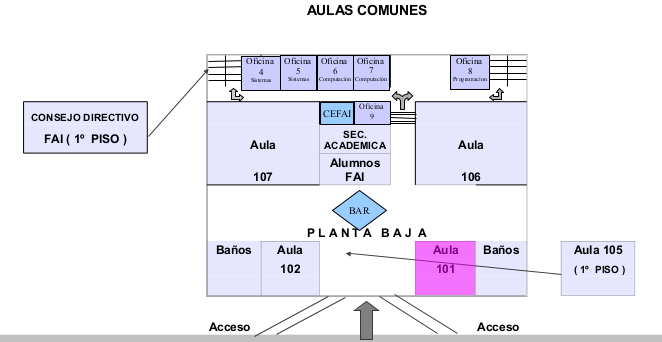 AULAS COMUNES
Oficina
4
Sistemas
Oficina
5
Sistemas
Oficina
6
Computación
Oficina
7
Computación
Oficina
8
Programacion
CONSEJO DIRECTIVO
FAI ( 1º PISO )
CEFAI
Oficina
9
SEC.
ACADEMICA
Alumnos
FAI
Aula
107
Aula
106
BAR
PLANTA BAJA
Baños
Aula
102
Aula
101
Baños
Aula 105
( 1º PISO )
Acceso
Acceso